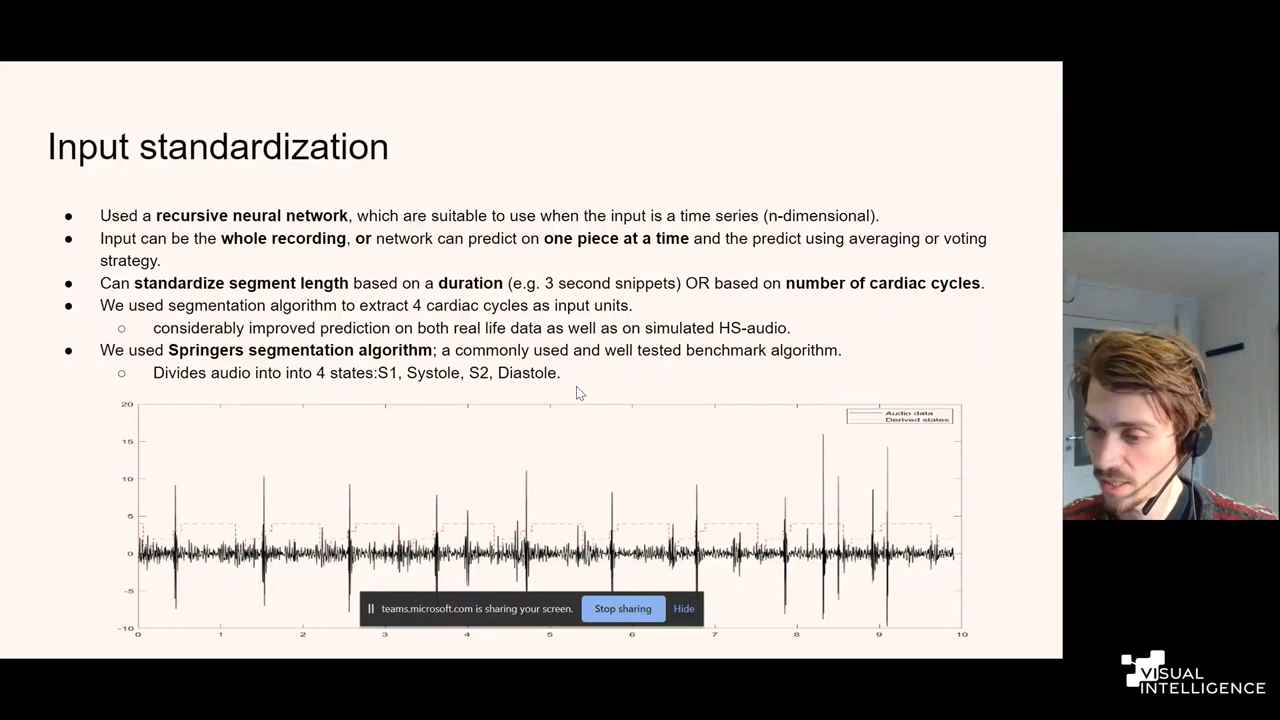 Input standardization
● Used a recursive neural network, which are suitable to use when the input is a time series (n-dimensional).
● Input can be the whole recording, or network can predict on one piece at a time and the predict using averaging or voting
strategy.
● Can standardize segment length based on a duration (e.g. 3 second snippets) OR based on number of cardiac cycles.
● We used segmentation algorithm to extract 4 cardiac cycles as input units.
○ considerably improved prediction on both real life data as well as on simulated HS-audio.
● We used Springers segmentation algorithm; a commonly used and well tested benchmark algorithm.
○ Divides audio into into 4 states:S1, Systole, S2, Diastole.
20
Audio data
Derived states
15
10
5
0
-5
-10
teams.microsoft.com is sharing your screen. Stop sharing Hide
0 1 2 3 4 5 6 7 8 9 10
VISUAL
INTELLIGENCE